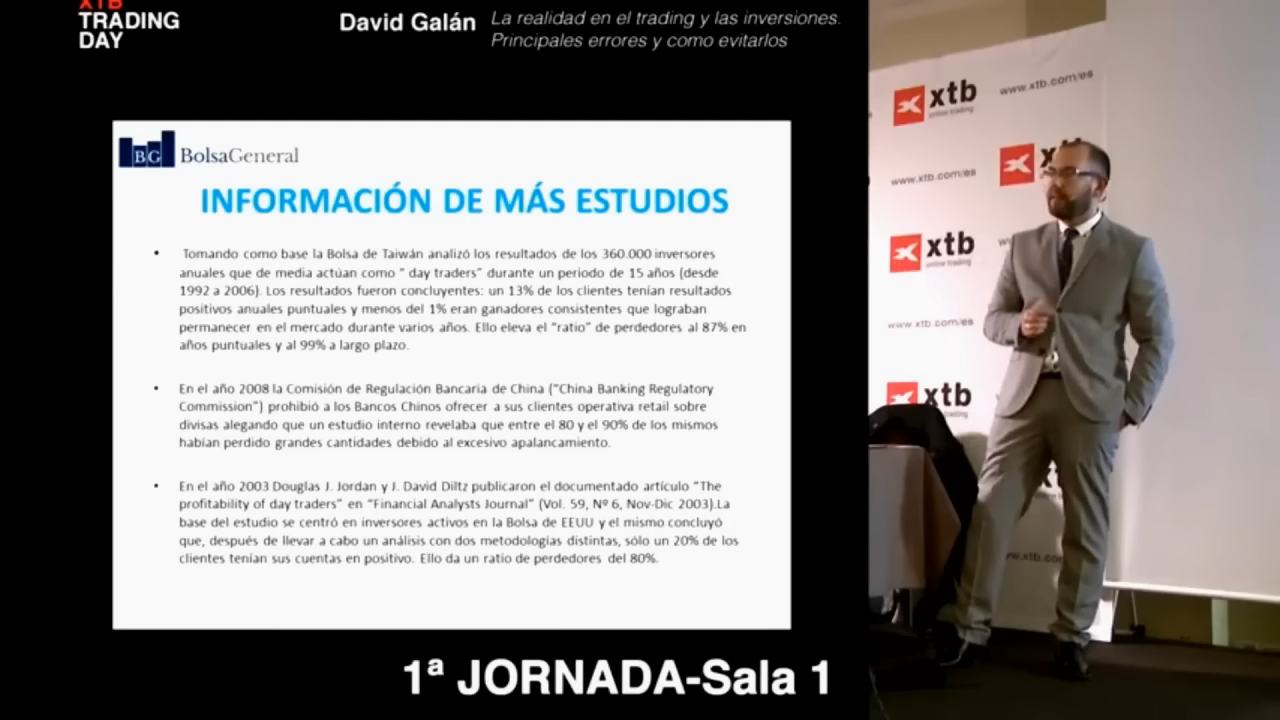 XTB
TRADING
DAY
David Galán
La realidad en el trading y las inversiones.
Principales errores y como evitarlos
BG BolsaGeneral
INFORMACIÓN DE MÁS ESTUDIOS
• Tomando como base la Bolsa de Taiwán analizó los resultados de los 360.000 inversores
anuales que de media actúan como " day traders" durante un periodo de 15 años (desde
1992 a 2006). Los resultados fueron concluyentes: un 13% de los clientes tenían resultados
positivos anuales puntuales y menos del 1% eran ganadores consistentes que lograban
permanecer en el mercado durante varios años. Ello eleva el "ratio" de perdedores al 87% en
años puntuales y al 99% a largo plazo.
• En el año 2008 la Comisión de Regulación Bancaria de China ("China Banking Regulatory
Commission") prohibió a los Bancos Chinos ofrecer a sus clientes operativa retail sobre
divisas alegando que un estudio interno revelaba que entre el 80 y el 90% de los mismos
habían perdido grandes cantidades debido al excesivo apalancamiento.
• En el año 2003 Douglas J. Jordan y J. David Diltz publicaron el documentado artículo "The
profitability of day traders" en "Financial Analysts Journal" (Vol. 59, Nº 6, Nov-Dic 2003).La
base del estudio se centró en inversores activos en la Bolsa de EEUU y el mismo concluyó
que, después de llevar a cabo un análisis con dos metodologías distintas, sólo un 20% de los
clientes tenían sus cuentas en positivo. Ello da un ratio de perdedores del 80%.
1ª JORNADA-Sala 1
xtb
online trading
www.xtb.com/es
www.xtb.com/es
x
xtb
online trading
www.xtb.com/es
xtb
online trading